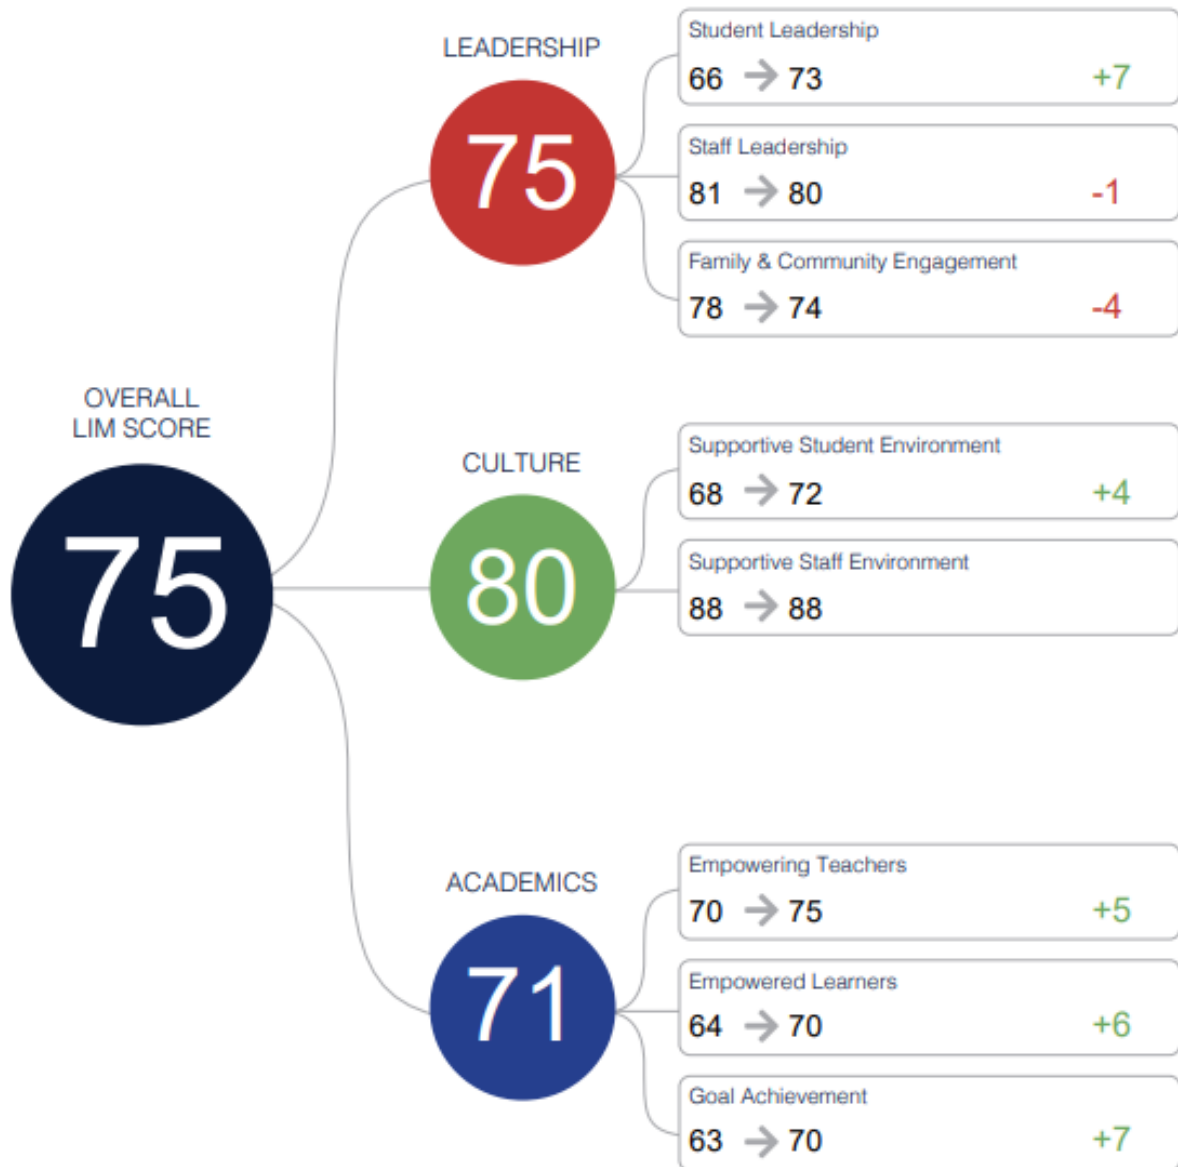 OVERALL
LIM SCORE
75
LEADERSHIP
75
Student Leadership
66 → 73 +7
Staff Leadership
81 → 80 -1
Family & Community Engagement
78 → 74 -4
CULTURE
80
Supportive Student Environment
68 → 72 +4
Supportive Staff Environment
88 → 88
ACADEMICS
71
Empowering Teachers
70 → 75 +5
Empowered Learners
64 → 70 +6
Goal Achievement
63 → 70 +7